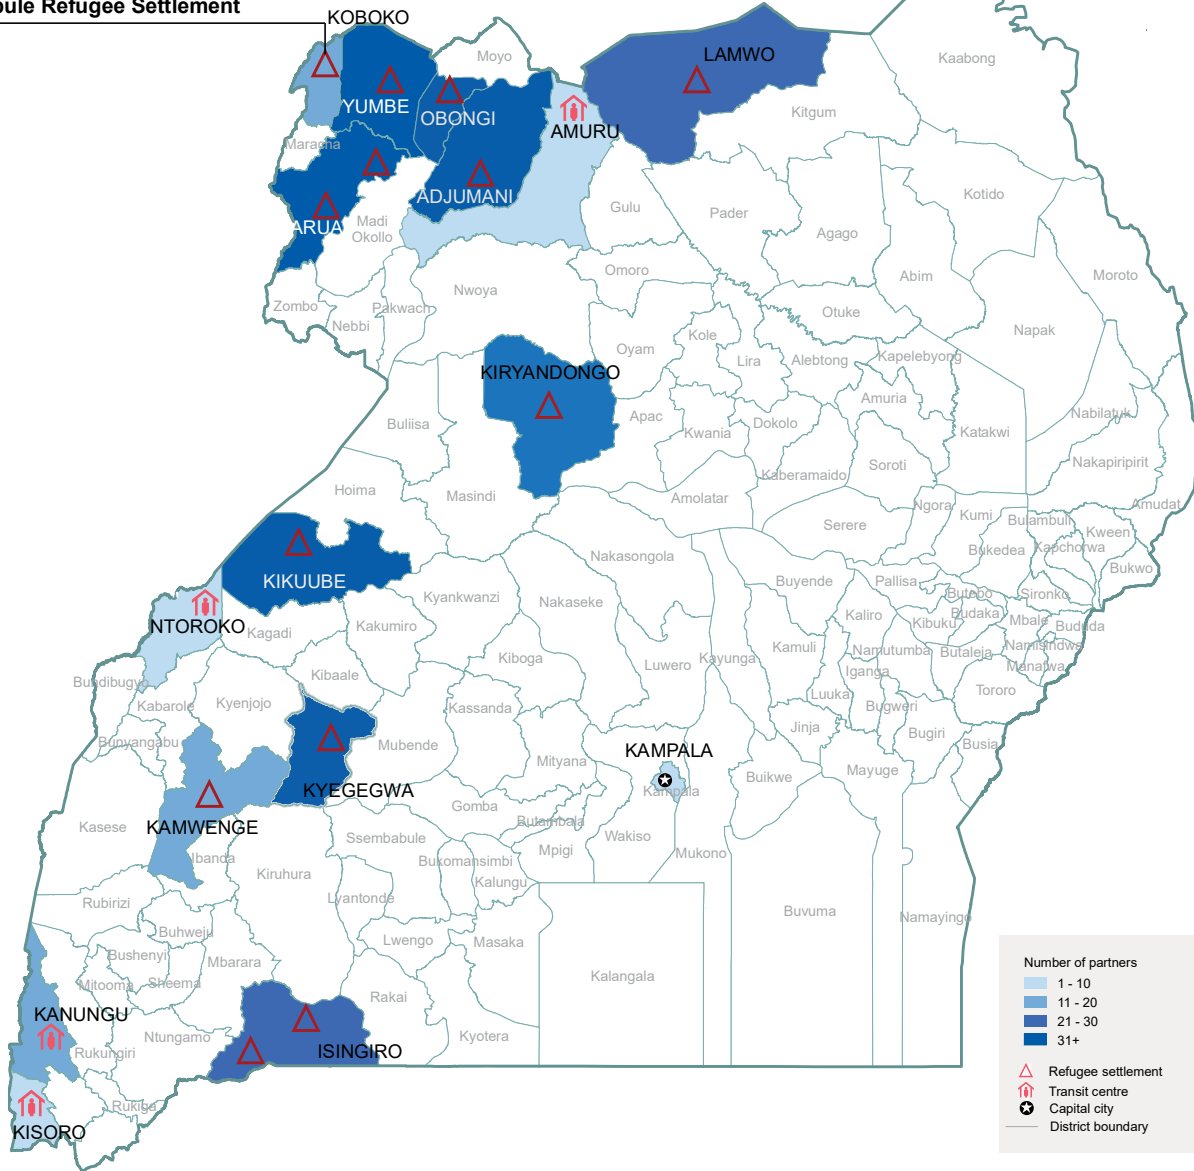 oule Refugee Settlement
KOBOKO
Moyo
LAMWO
Kaabong
YUMBE
OBONGI
AMURU
Kitgum
Maracha
ADJUMANI
Kotido
ARUA
Madi
Okollo
Gulu
Pader
Agago
Omoro
Abim
Moroto
Zombo
Pakwach
Nwoya
Nebbi
Otuke
Napak
Oyam
Kole
Lira
Alebtong
Kapelebyong
KIRYANDONGO
Amuria
Buliisa
Apac
Kwania
Dokolo
Katakwi
Nabilatuk
Kaberamaido
Soroti
Nakapiripirit
Hoima
Masindi
Amolatar
Ngora
Kumi
Amudat
Serere
Bulambuli
Kween
Bukedea
Kapchorwa
Bukwo
Nakasongola
KIKUUBE
Buyende
Pallisa
Butebo
Sironko
Kyankwanzi
Nakaseke
Kaliro
Budaka
Kibuku
Mbale
Bududa
NTOROKO
Kagadi
Kakumiro
Kamuli
Namutumba
Butaleja
Namisindwa
Manafwa
Kiboga
Luwero
Kayunga
Iganga
Kibaale
Bundibugyo
Luuka
Tororo
Kabarole
Kyenjojo
Kassanda
Bugweri
Jinja
Bugiri
Busia
Bunyangabu
Mubende
KAMPALA
Mityana
Kampala
Buikwe
Mayuge
KYEGEGWA
Gomba
Butambala
Kasese
KAMWENGE
Ssembabule
Wakiso
Mukono
Ibanda
Bukomansimbi
Mpigi
Kiruhura
Kalungu
Rubirizi
Lyantonde
Buvuma
Namayingo
Buhweju
Lwengo
Masaka
Bushenyi
Mbarara
Mitooma
Sheema
Kalangala
Rakai
KANUNGU
Ntungamo
Kyotera
Rukungiri
ISINGIRO
Rukiga
KISORO
Number of partners
1 - 10
11 - 20
21 - 30
31+
Refugee settlement
Transit centre
Capital city
District boundary